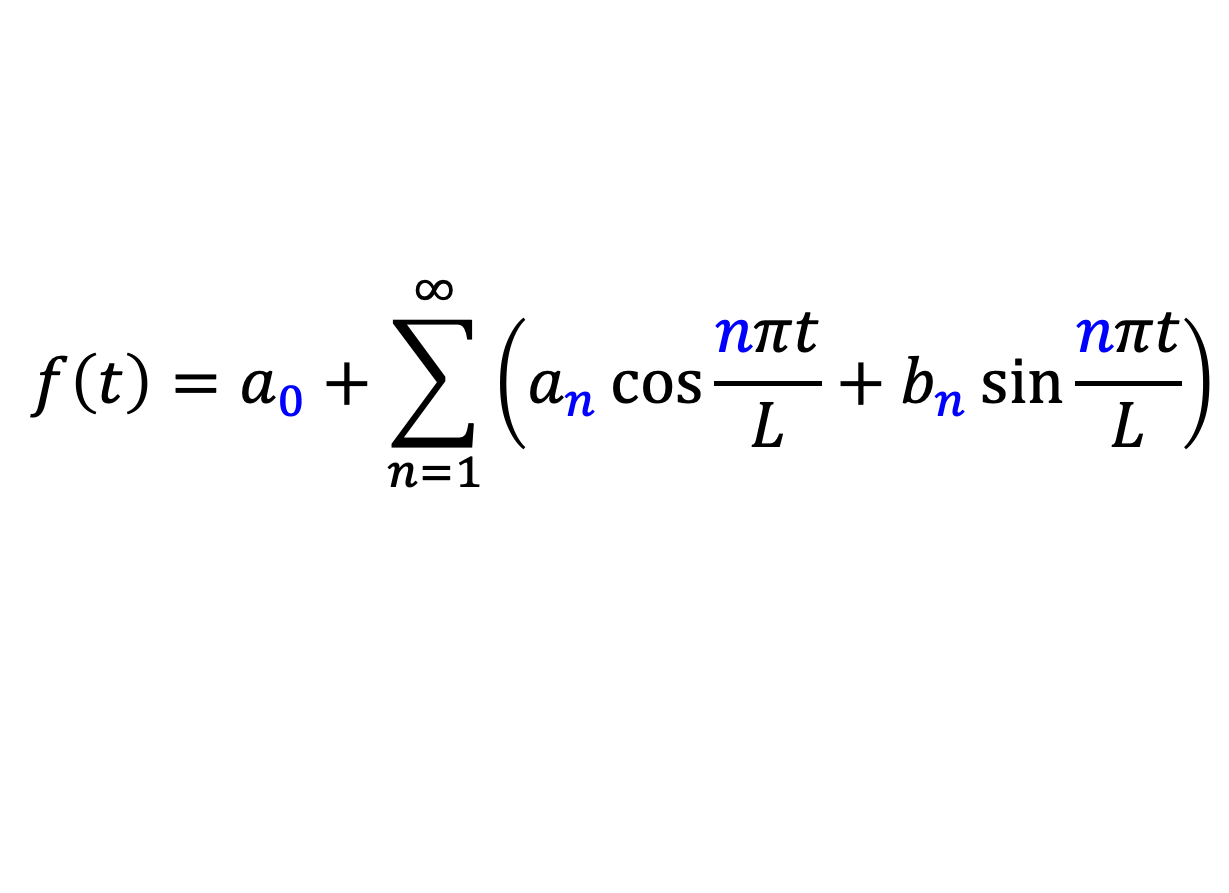 f(t) = a₀ + ∑_{n=1}^{∞} (aₙ cos nπt/L + bₙ sin nπt/L)